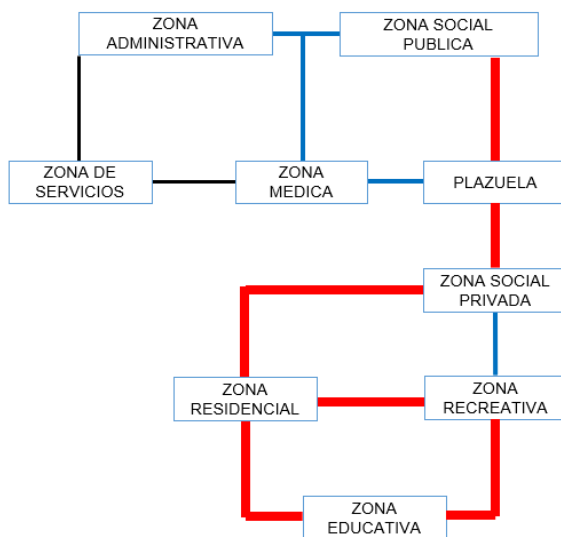 ZONA
ADMINISTRATIVA
ZONA SOCIAL
PUBLICA
ZONA DE
SERVICIOS
ZONA
MEDICA
PLAZUELA
ZONA SOCIAL
PRIVADA
ZONA
RESIDENCIAL
ZONA
RECREATIVA
ZONA
EDUCATIVA